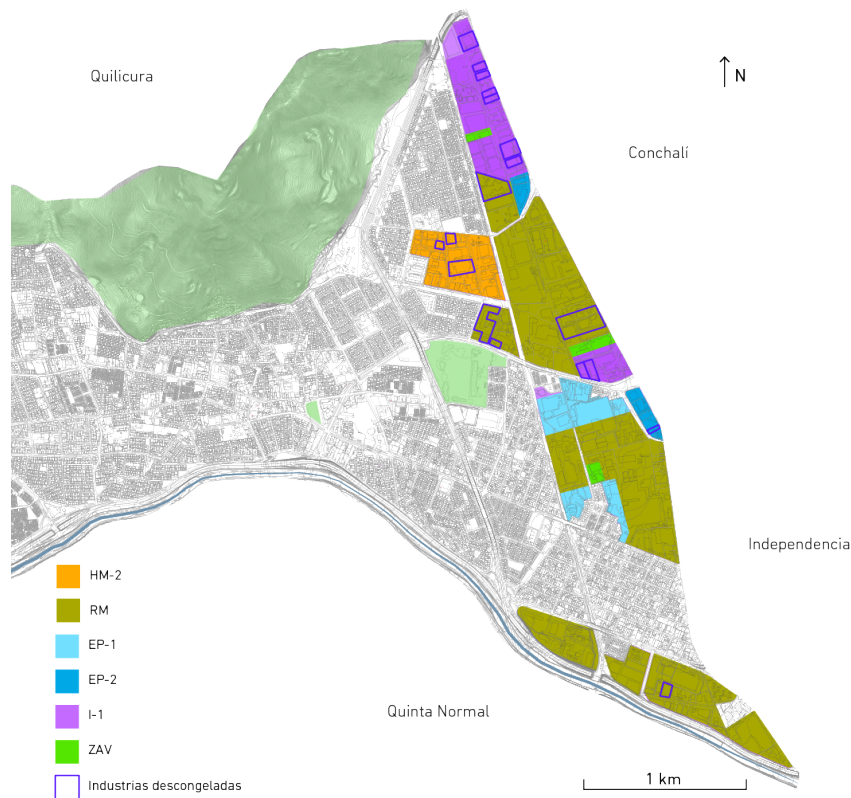 Quilicura
N
Conchalí
Independencia
HM-2
RM
EP-1
EP-2
I-1
Quinta Normal
ZAV
1 km
Industrias descongeladas